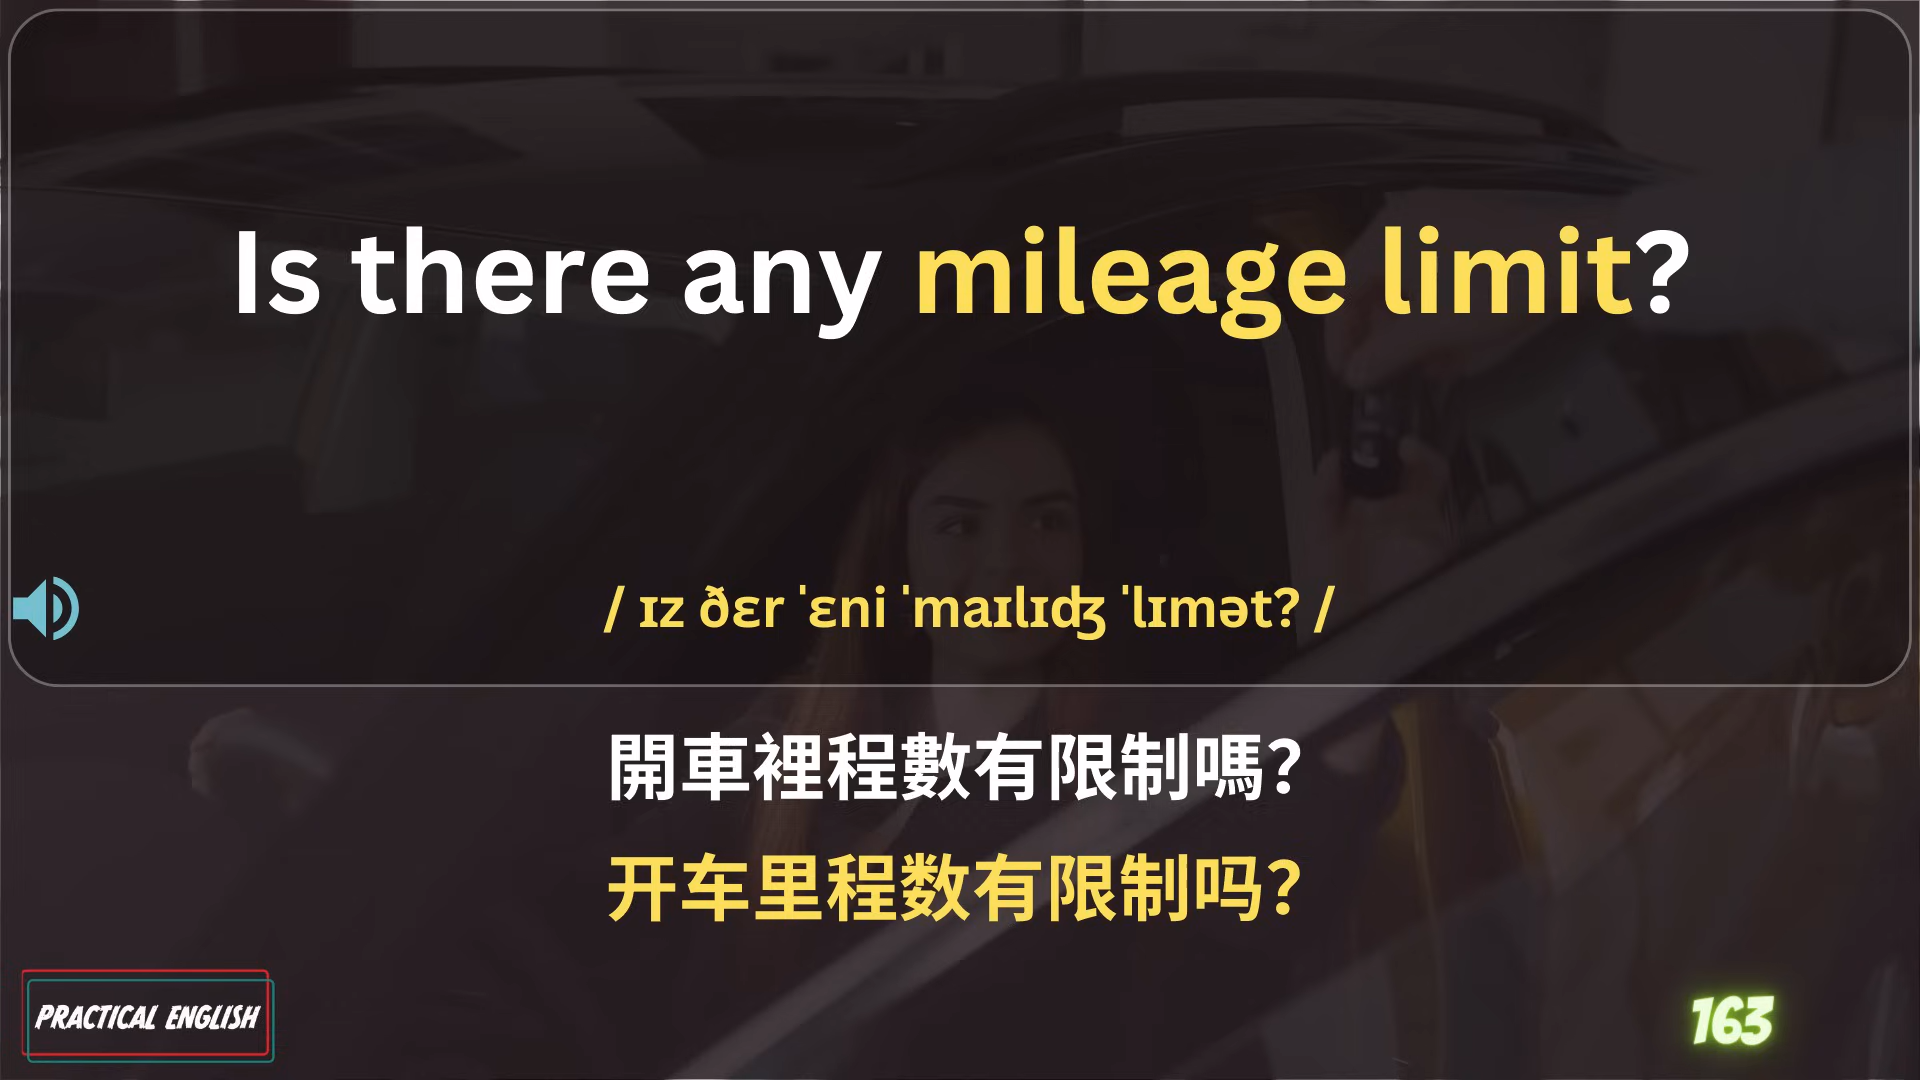 Is there any mileage limit?
/ ɪz ðɛr ˈɛni ˈmaɪlɪʤ ˈlɪmət? /
開車裡程數有限制嗎?
开车里程数有限制吗?
PRACTICAL ENGLISH
163